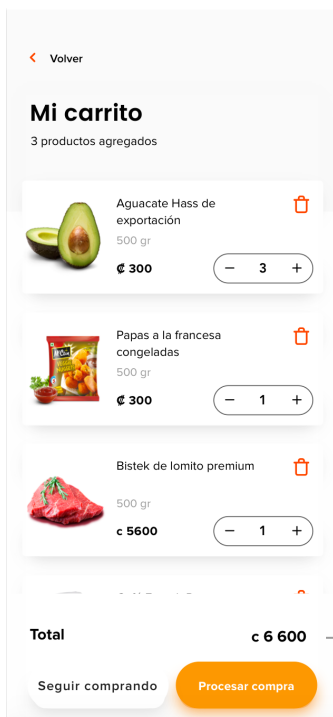 Volver
Mi carrito
3 productos agregados
Aguacate Hass de
exportación
500 gr
₡ 300
− 3 +
Papas a la francesa
congeladas
500 gr
₡ 300
− 1 +
Bistek de lomito premium
500 gr
c 5600
− 1 +
Total
c 6 600
Seguir comprando
Procesar compra